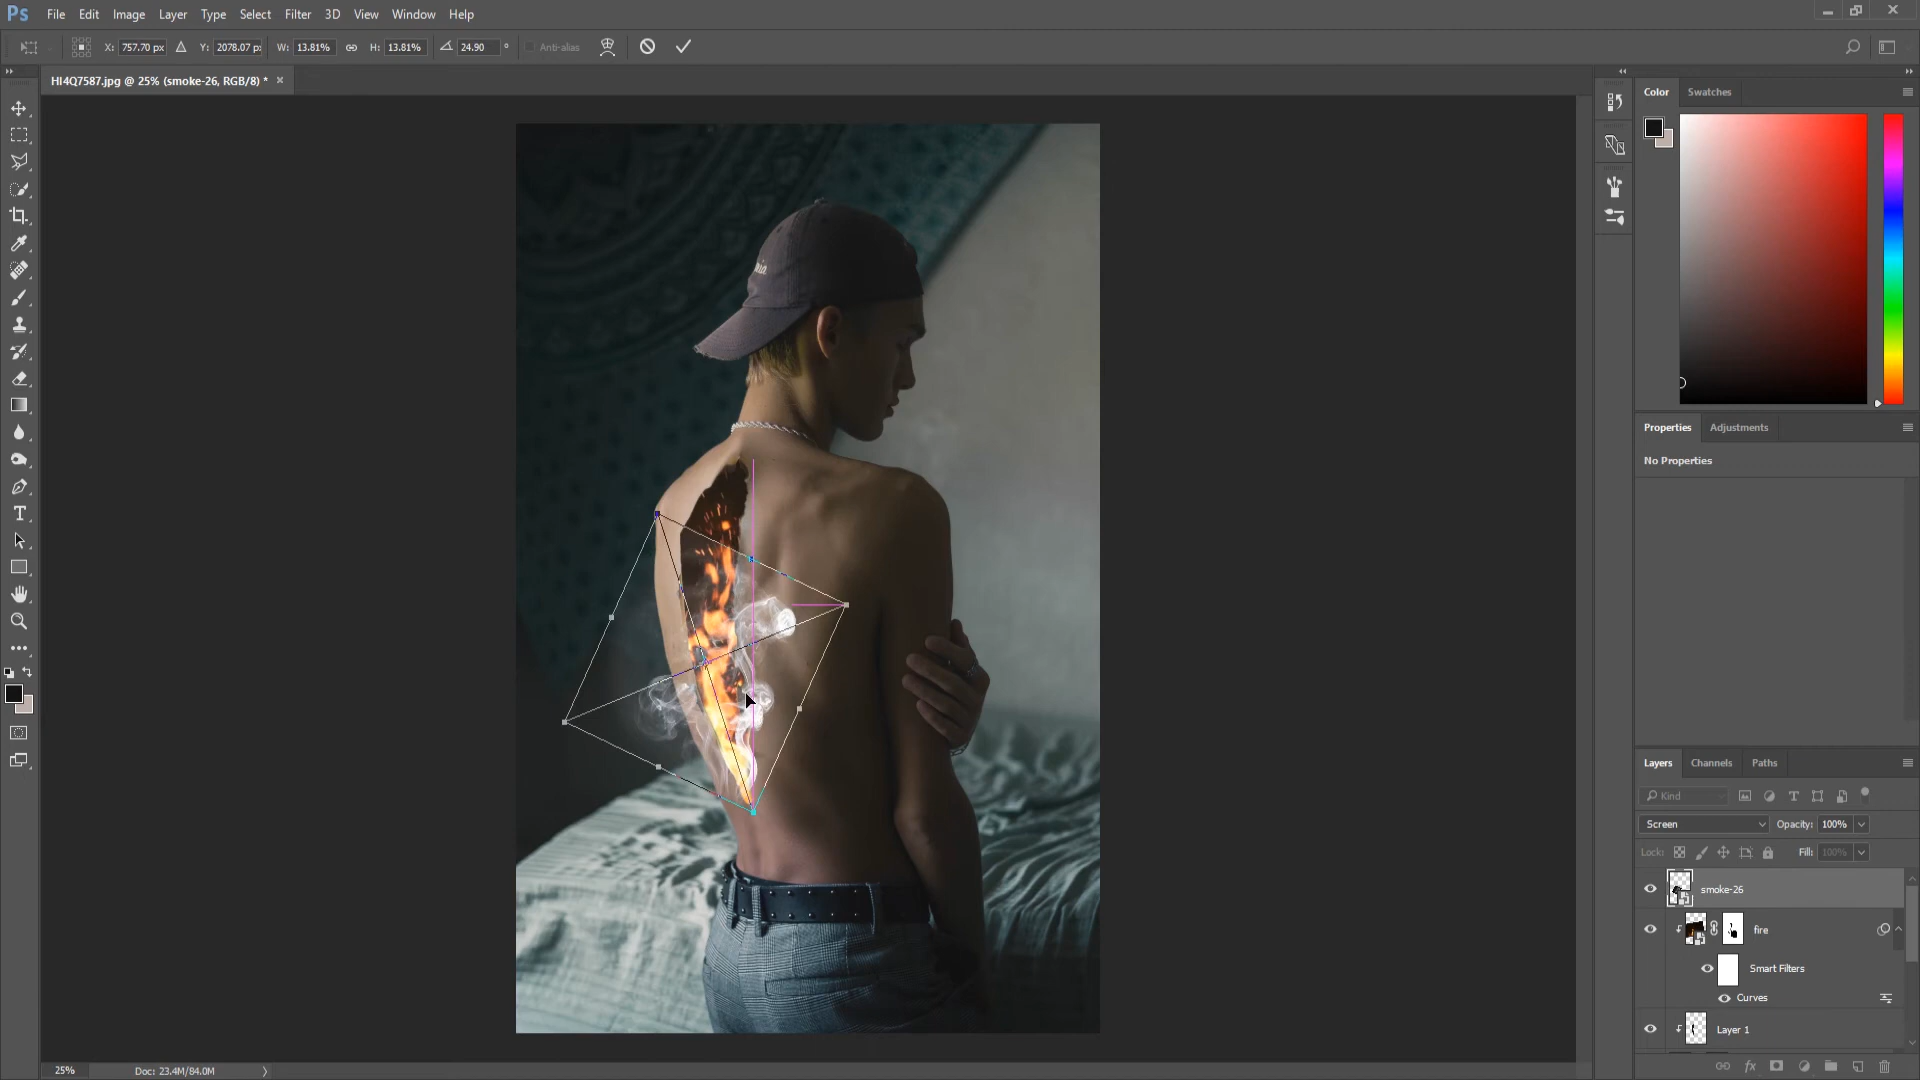 Ps File Edit Image Layer Type Select Filter 3D View Window Help
X: 757.70 px Y: 2078.07 px W: 13.81% H: 13.81% 24.90 ° Anti-alias
HI4Q7587.jpg @ 25% (smoke-26, RGB/8) *
Color Swatches
Properties Adjustments
No Properties
Layers Channels Paths
Kind
Screen Opacity: 100%
Lock: Fill: 100%
smoke-26
fire
Smart Filters
Curves
Layer 1
25% Doc: 23.4M/84.0M